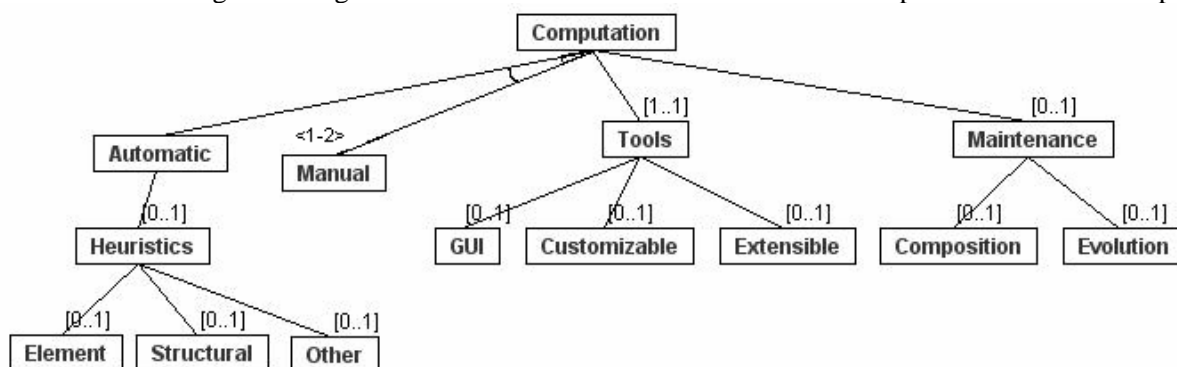 Computation
[1..1]
[0..1]
<1-2>
Automatic
Manual
Tools
Maintenance
[0..1]
[0..1]
[0..1]
[0..1]
[0..1]
[0..1]
Heuristics
GUI
Customizable
Extensible
Composition
Evolution
[0..1]
[0..1]
[0..1]
Element
Structural
Other